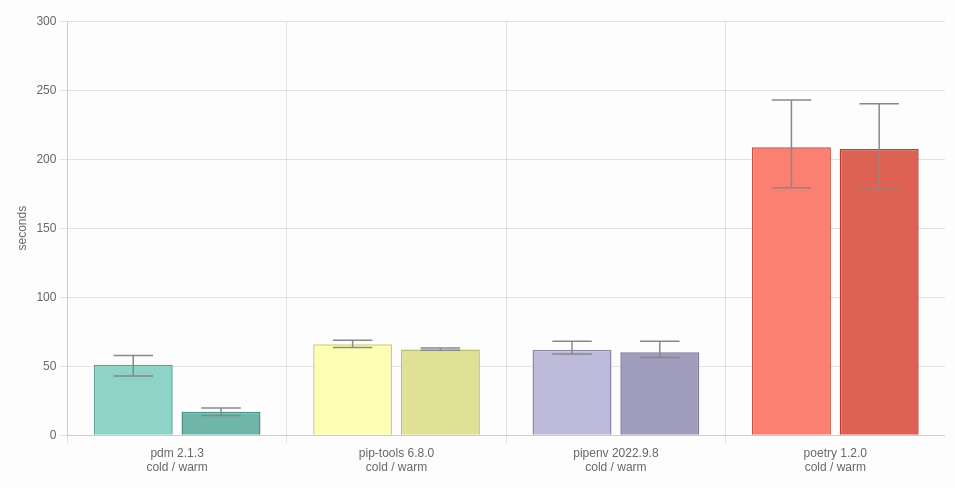 300
250
200
150
100
50
0
seconds
pdm 2.1.3
cold / warm
pip-tools 6.8.0
cold / warm
pipenv 2022.9.8
cold / warm
poetry 1.2.0
cold / warm